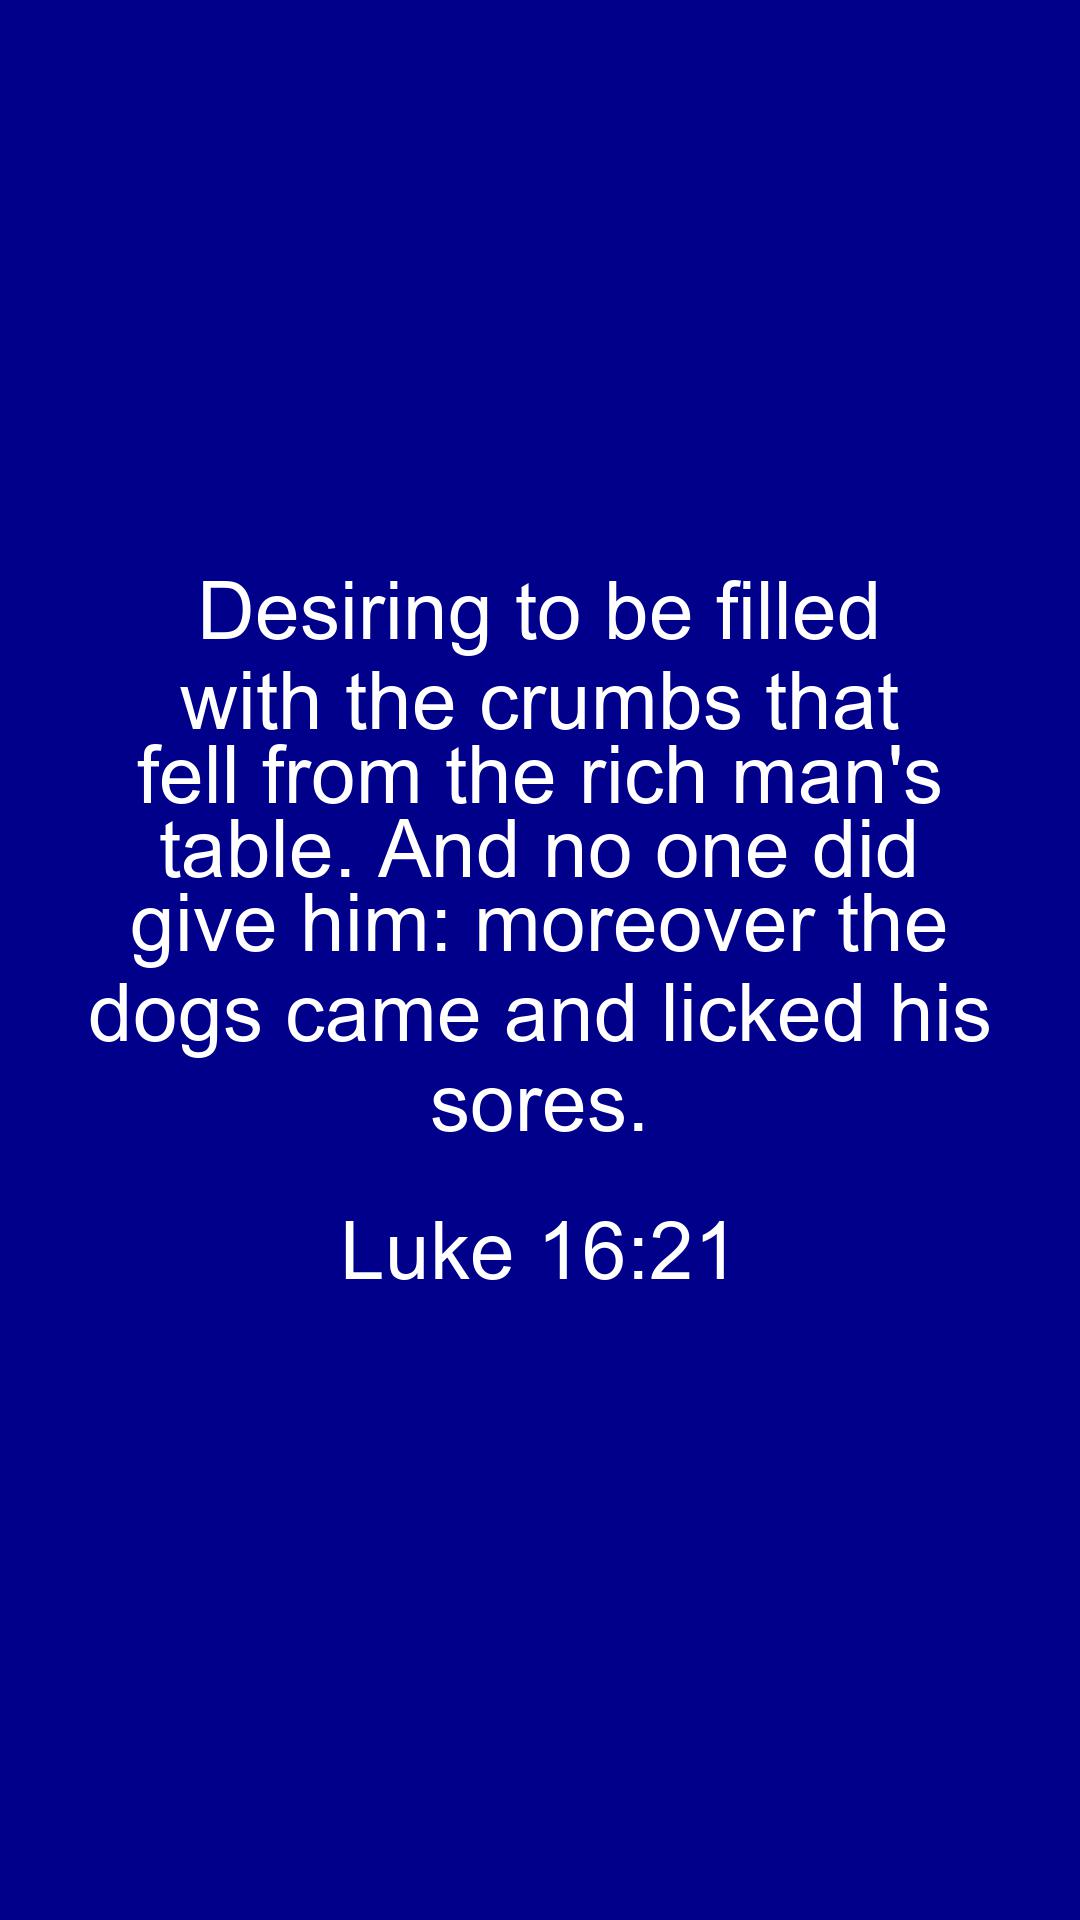 Desiring to be filled
with the crumbs that
fell from the rich man's
table. And no one did
give him: moreover the
dogs came and licked his
sores.
Luke 16:21